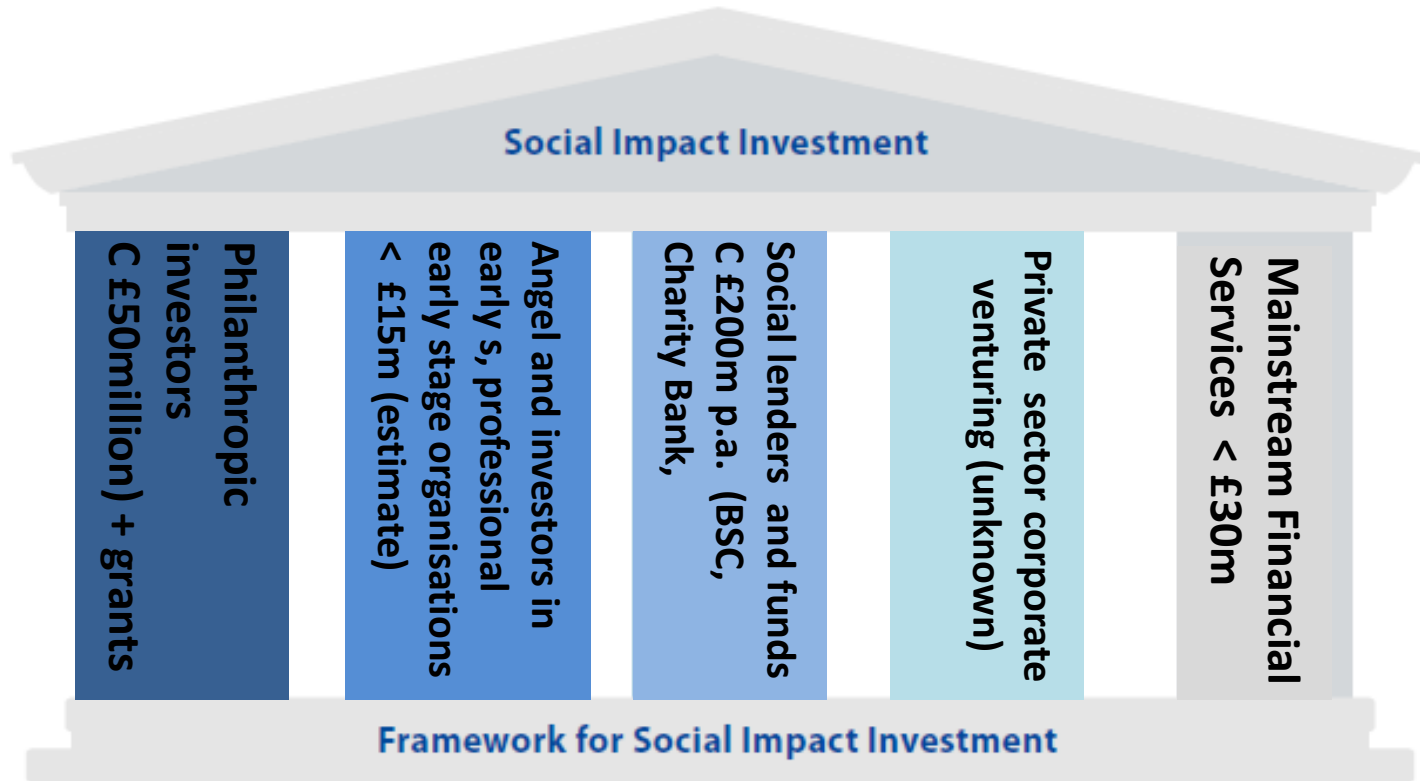 Social Impact Investment
Philanthropic
investors
C £50million) + grants
Angel and investors in
early s, professional
early stage organisations
< £15m (estimate)
Social lenders and funds
C £200m p.a. (BSC,
Charity Bank,
Private sector corporate
venturing (unknown)
Mainstream Financial
Services < £30m
Framework for Social Impact Investment